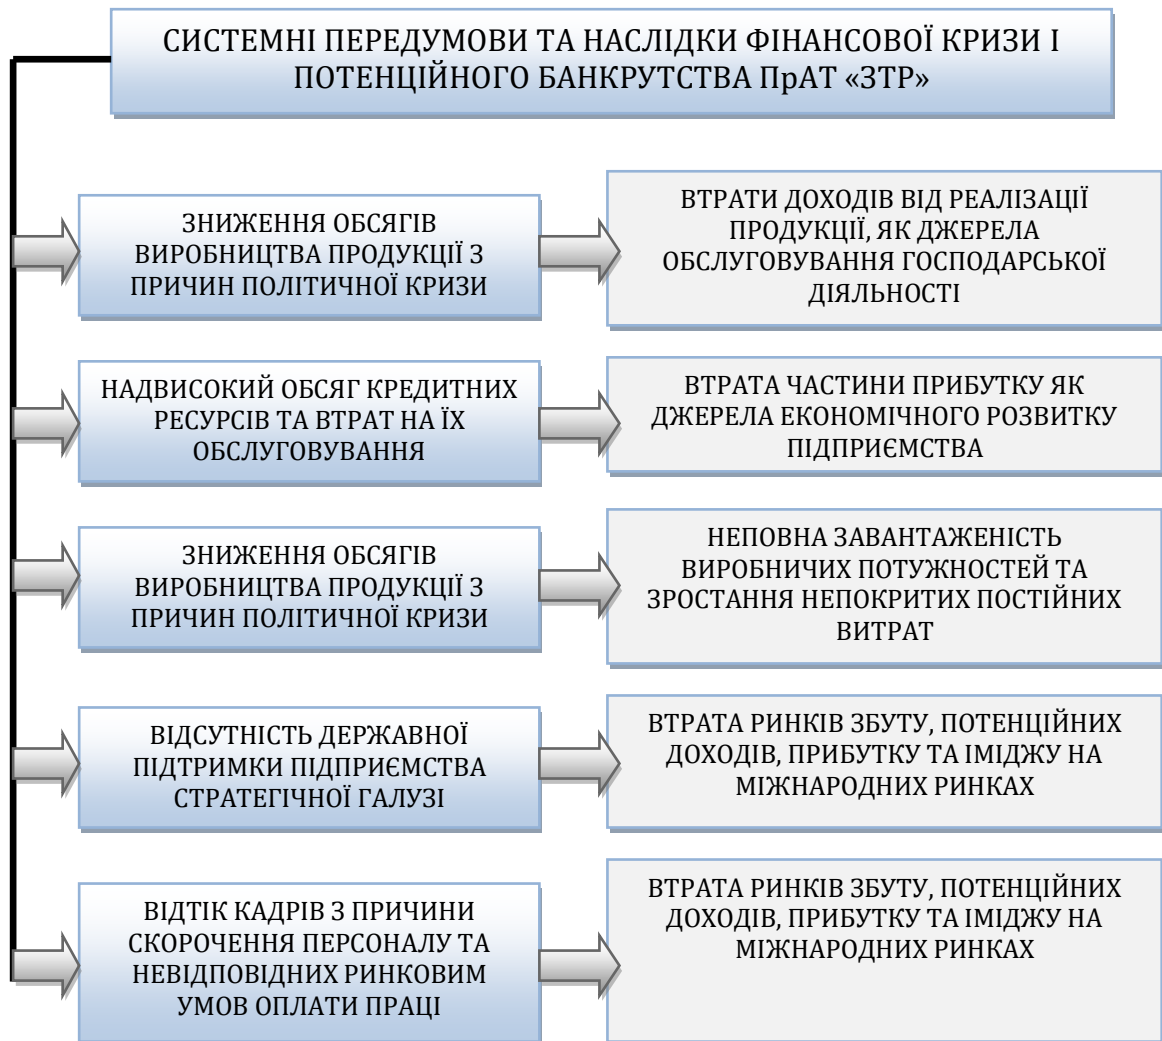 СИСТЕМНІ ПЕРЕДУМОВИ ТА НАСЛІДКИ ФІНАНСОВОЇ КРИЗИ І
ПОТЕНЦІЙНОГО БАНКРУТСТВА ПрАТ «ЗТР»
ЗНИЖЕННЯ ОБСЯГІВ
ВИРОБНИЦТВА ПРОДУКЦІЇ З
ПРИЧИН ПОЛІТИЧНОЇ КРИЗИ
ВТРАТИ ДОХОДІВ ВІД РЕАЛІЗАЦІЇ
ПРОДУКЦІЇ, ЯК ДЖЕРЕЛА
ОБСЛУГОВУВАННЯ ГОСПОДАРСЬКОЇ
ДІЯЛЬНОСТІ
НАДВИСОКИЙ ОБСЯГ КРЕДИТНИХ
РЕСУРСІВ ТА ВТРАТ НА ЇХ
ОБСЛУГОВУВАННЯ
ВТРАТА ЧАСТИНИ ПРИБУТКУ ЯК
ДЖЕРЕЛА ЕКОНОМІЧНОГО РОЗВИТКУ
ПІДПРИЄМСТВА
ЗНИЖЕННЯ ОБСЯГІВ
ВИРОБНИЦТВА ПРОДУКЦІЇ З
ПРИЧИН ПОЛІТИЧНОЇ КРИЗИ
НЕПОВНА ЗАВАНТАЖЕНІСТЬ
ВИРОБНИЧИХ ПОТУЖНОСТЕЙ ТА
ЗРОСТАННЯ НЕПОКРИТИХ ПОСТІЙНИХ
ВИТРАТ
ВІДСУТНІСТЬ ДЕРЖАВНОЇ
ПІДТРИМКИ ПІДПРИЄМСТВА
СТРАТЕГІЧНОЇ ГАЛУЗІ
ВТРАТА РИНКІВ ЗБУТУ, ПОТЕНЦІЙНИХ
ДОХОДІВ, ПРИБУТКУ ТА ІМІДЖУ НА
МІЖНАРОДНИХ РИНКАХ
ВІДТІК КАДРІВ З ПРИЧИНИ
СКОРОЧЕННЯ ПЕРСОНАЛУ ТА
НЕВІДПОВІДНИХ РИНКОВИМ
УМОВ ОПЛАТИ ПРАЦІ
ВТРАТА РИНКІВ ЗБУТУ, ПОТЕНЦІЙНИХ
ДОХОДІВ, ПРИБУТКУ ТА ІМІДЖУ НА
МІЖНАРОДНИХ РИНКАХ